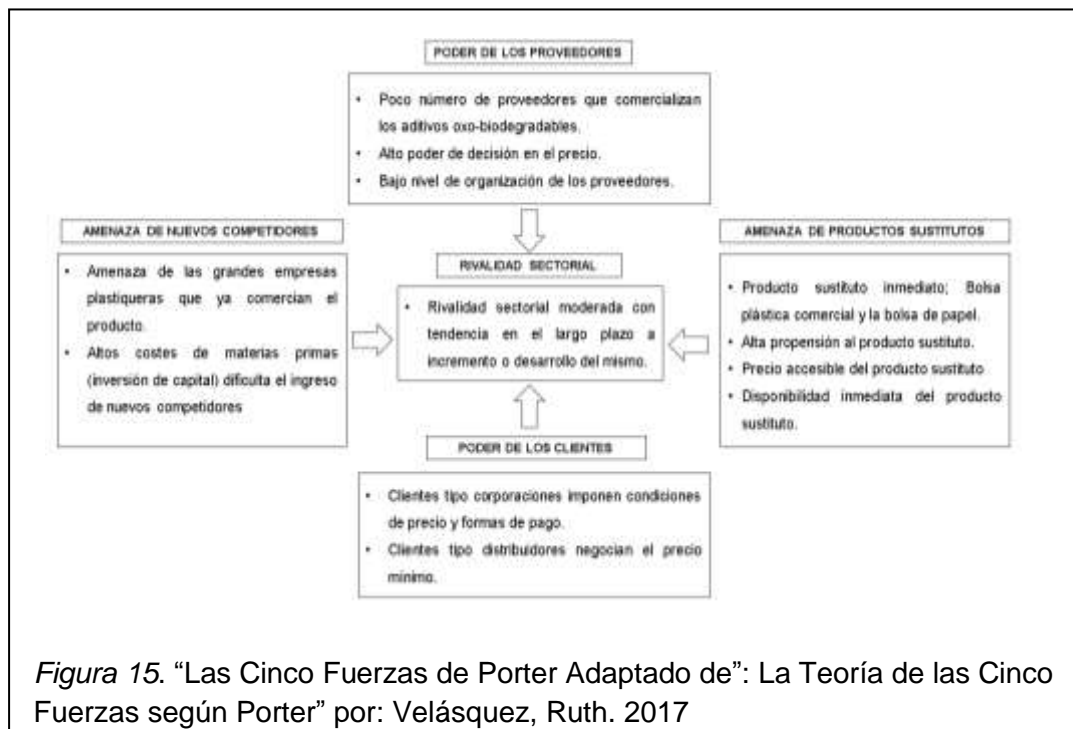 PODER DE LOS PROVEEDORES
• Poco número de proveedores que comercializan
los aditivos oxo-biodegradables.
• Alto poder de decisión en el precio.
• Bajo nivel de organización de los proveedores.
AMENAZA DE NUEVOS COMPETIDORES
• Amenaza de las grandes empresas
plastiqueras que ya comercian el
producto.
• Altos costes de materias primas
(inversión de capital) dificulta el ingreso
de nuevos competidores
RIVALIDAD SECTORIAL
• Rivalidad sectorial moderada con
tendencia en el largo plazo a
incremento o desarrollo del mismo.
AMENAZA DE PRODUCTOS SUSTITUTOS
• Producto sustituto inmediato; Bolsa
plástica comercial y la bolsa de papel.
• Alta propensión al producto sustituto.
• Precio accesible del producto sustituto
• Disponibilidad inmediata del producto
sustituto.
PODER DE LOS CLIENTES
• Clientes tipo corporaciones imponen condiciones
de precio y formas de pago.
• Clientes tipo distribuidores negocian el precio
mínimo.
Figura 15. “Las Cinco Fuerzas de Porter Adaptado de”: La Teoría de las Cinco
Fuerzas según Porter” por: Velásquez, Ruth. 2017